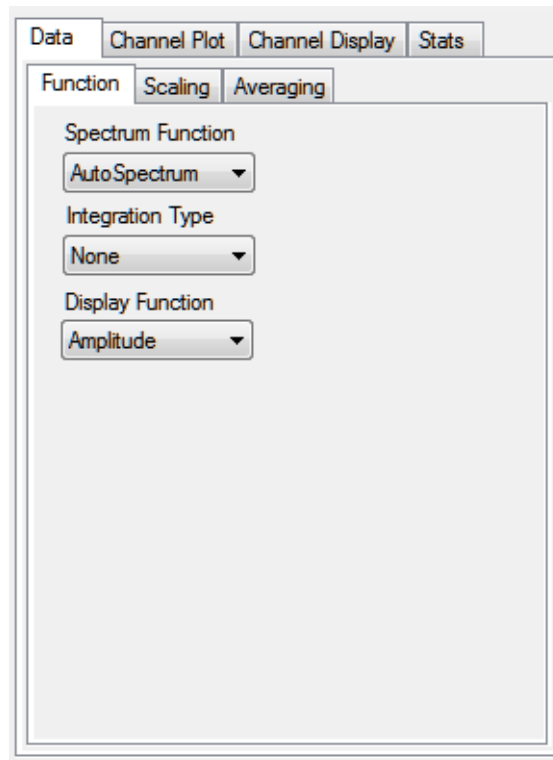 Data Channel Plot Channel Display Stats
Function Scaling Averaging
Spectrum Function
AutoSpectrum
Integration Type
None
Display Function
Amplitude